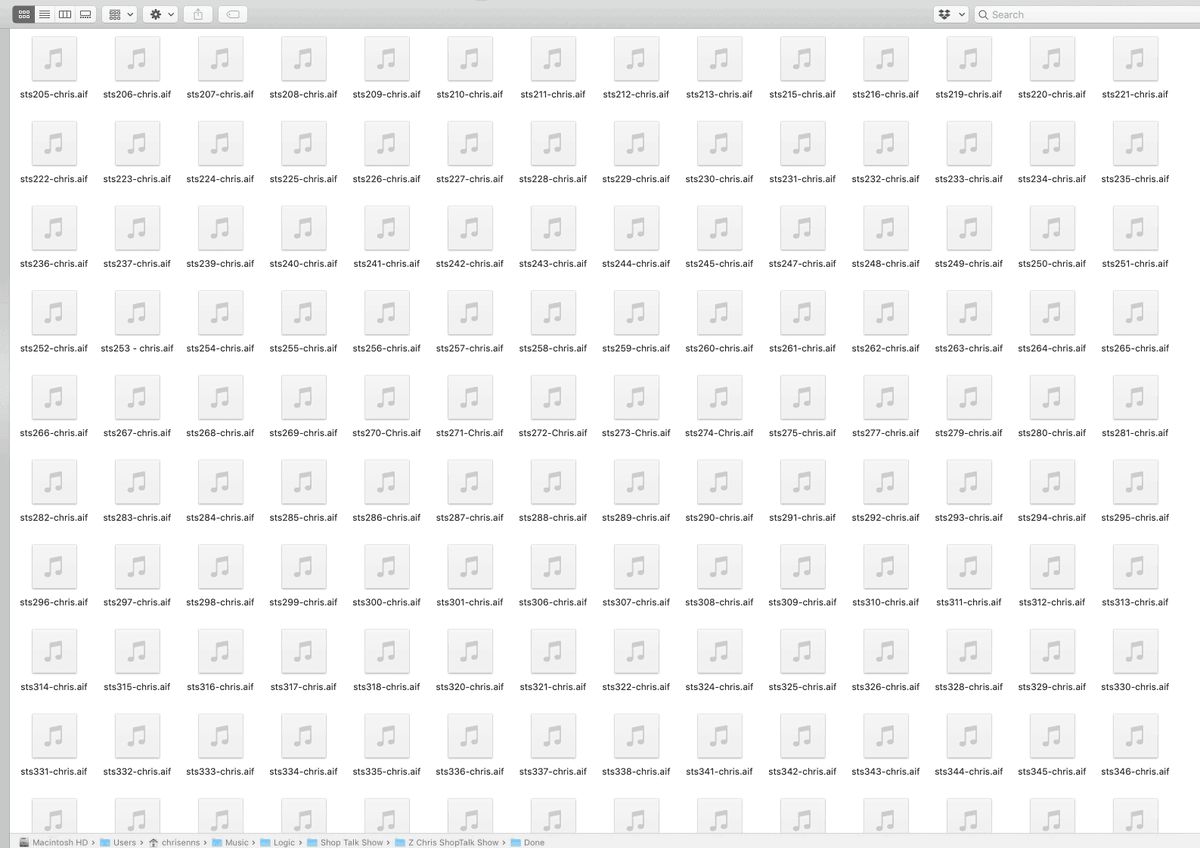 Search
sts205-chris.aif sts206-chris.aif sts207-chris.aif sts208-chris.aif sts209-chris.aif sts210-chris.aif sts211-chris.aif sts212-chris.aif sts213-chris.aif sts215-chris.aif sts216-chris.aif sts219-chris.aif sts220-chris.aif sts221-chris.aif
sts222-chris.aif sts223-chris.aif sts224-chris.aif sts225-chris.aif sts226-chris.aif sts227-chris.aif sts228-chris.aif sts229-chris.aif sts230-chris.aif sts231-chris.aif sts232-chris.aif sts233-chris.aif sts234-chris.aif sts235-chris.aif
sts236-chris.aif sts237-chris.aif sts239-chris.aif sts240-chris.aif sts241-chris.aif sts242-chris.aif sts243-chris.aif sts244-chris.aif sts245-chris.aif sts247-chris.aif sts248-chris.aif sts249-chris.aif sts250-chris.aif sts251-chris.aif
sts252-chris.aif sts253 - chris.aif sts254-chris.aif sts255-chris.aif sts256-chris.aif sts257-chris.aif sts258-chris.aif sts259-chris.aif sts260-chris.aif sts261-chris.aif sts262-chris.aif sts263-chris.aif sts264-chris.aif sts265-chris.aif
sts266-chris.aif sts267-chris.aif sts268-chris.aif sts269-chris.aif sts270-Chris.aif sts271-Chris.aif sts272-Chris.aif sts273-Chris.aif sts274-Chris.aif sts275-chris.aif sts277-chris.aif sts279-chris.aif sts280-chris.aif sts281-chris.aif
sts282-chris.aif sts283-chris.aif sts284-chris.aif sts285-chris.aif sts286-chris.aif sts287-chris.aif sts288-chris.aif sts289-chris.aif sts290-chris.aif sts291-chris.aif sts292-chris.aif sts293-chris.aif sts294-chris.aif sts295-chris.aif
sts296-chris.aif sts297-chris.aif sts298-chris.aif sts299-chris.aif sts300-chris.aif sts301-chris.aif sts306-chris.aif sts307-chris.aif sts308-chris.aif sts309-chris.aif sts310-chris.aif sts311-chris.aif sts312-chris.aif sts313-chris.aif
sts314-chris.aif sts315-chris.aif sts316-chris.aif sts317-chris.aif sts318-chris.aif sts320-chris.aif sts321-chris.aif sts322-chris.aif sts324-chris.aif sts325-chris.aif sts326-chris.aif sts328-chris.aif sts329-chris.aif sts330-chris.aif
sts331-chris.aif sts332-chris.aif sts333-chris.aif sts334-chris.aif sts335-chris.aif sts336-chris.aif sts337-chris.aif sts338-chris.aif sts341-chris.aif sts342-chris.aif sts343-chris.aif sts344-chris.aif sts345-chris.aif sts346-chris.aif
Macintosh HD › Users › chrisenns › Music › Logic › Shop Talk Show › Z Chris ShopTalk Show › Done